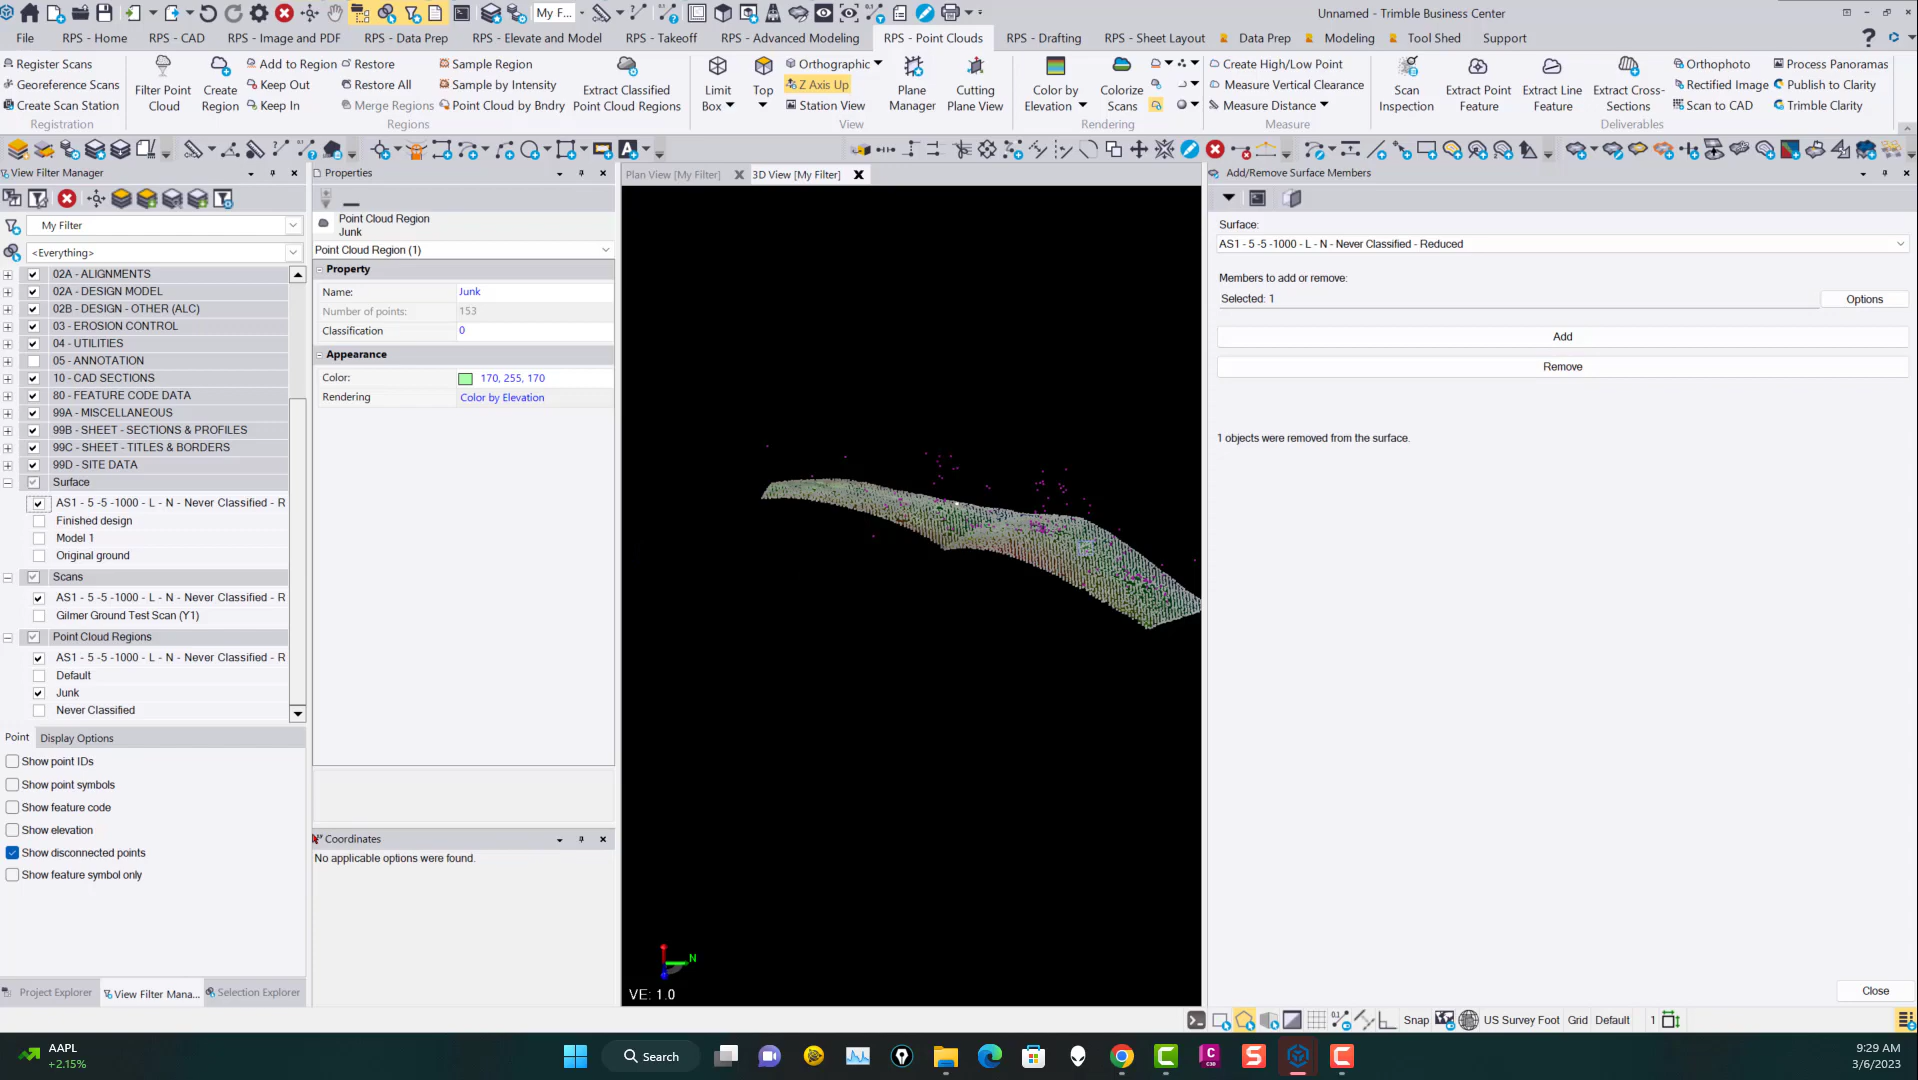 My F...
Unnamed - Trimble Business Center
File
RPS - Home
RPS - CAD
RPS - Image and PDF
RPS - Data Prep
RPS - Elevate and Model
RPS - Takeoff
RPS - Advanced Modeling
RPS - Point Clouds
RPS - Drafting
RPS - Sheet Layout
Data Prep
Modeling
Tool Shed
Support
Register Scans
Georeference Scans
Create Scan Station
Registration
Filter Point
Cloud
Create
Region
Add to Region
Keep Out
Keep In
Restore
Restore All
Merge Regions
Sample Region
Sample by Intensity
Point Cloud by Bndry
Extract Classified
Point Cloud Regions
Regions
Limit
Box
Top
Orthographic
Z Axis Up
Station View
Plane
Manager
Cutting
Plane View
View
Color by
Elevation
Colorize
Scans
Rendering
Create High/Low Point
Measure Vertical Clearance
Measure Distance
Measure
Scan
Inspection
Extract Point
Feature
Extract Line
Feature
Extract Cross-
Sections
Orthophoto
Rectified Image
Scan to CAD
Process Panoramas
Publish to Clarity
Trimble Clarity
Deliverables
View Filter Manager
My Filter
<Everything>
02A - ALIGNMENTS
02A - DESIGN MODEL
02B - DESIGN - OTHER (ALC)
03 - EROSION CONTROL
04 - UTILITIES
05 - ANNOTATION
10 - CAD SECTIONS
80 - FEATURE CODE DATA
99A - MISCELLANEOUS
99B - SHEET - SECTIONS & PROFILES
99C - SHEET - TITLES & BORDERS
99D - SITE DATA
Surface
AS1 - 5 -5 -1000 - L - N - Never Classified - R
Finished design
Model 1
Original ground
Scans
AS1 - 5 -5 -1000 - L - N - Never Classified - R
Gilmer Ground Test Scan (Y1)
Point Cloud Regions
AS1 - 5 -5 -1000 - L - N - Never Classified - R
Default
Junk
Never Classified
Point
Display Options
Show point IDs
Show point symbols
Show feature code
Show elevation
Show disconnected points
Show feature symbol only
Project Explorer
View Filter Mana...
Selection Explorer
Properties
Point Cloud Region
Junk
Point Cloud Region (1)
Property
Name: Junk
Number of points: 153
Classification 0
Appearance
Color: 170, 255, 170
Rendering Color by Elevation
Coordinates
No applicable options were found.
Plan View [My Filter]
3D View [My Filter]
N
VE: 1.0
Add/Remove Surface Members
Surface:
AS1 - 5 -5 -1000 - L - N - Never Classified - Reduced
Members to add or remove:
Selected: 1
Options
Add
Remove
1 objects were removed from the surface.
Close
Snap
US Survey Foot
Grid
Default
1
AAPL
+2.15%
Search
9:29 AM
3/6/2023